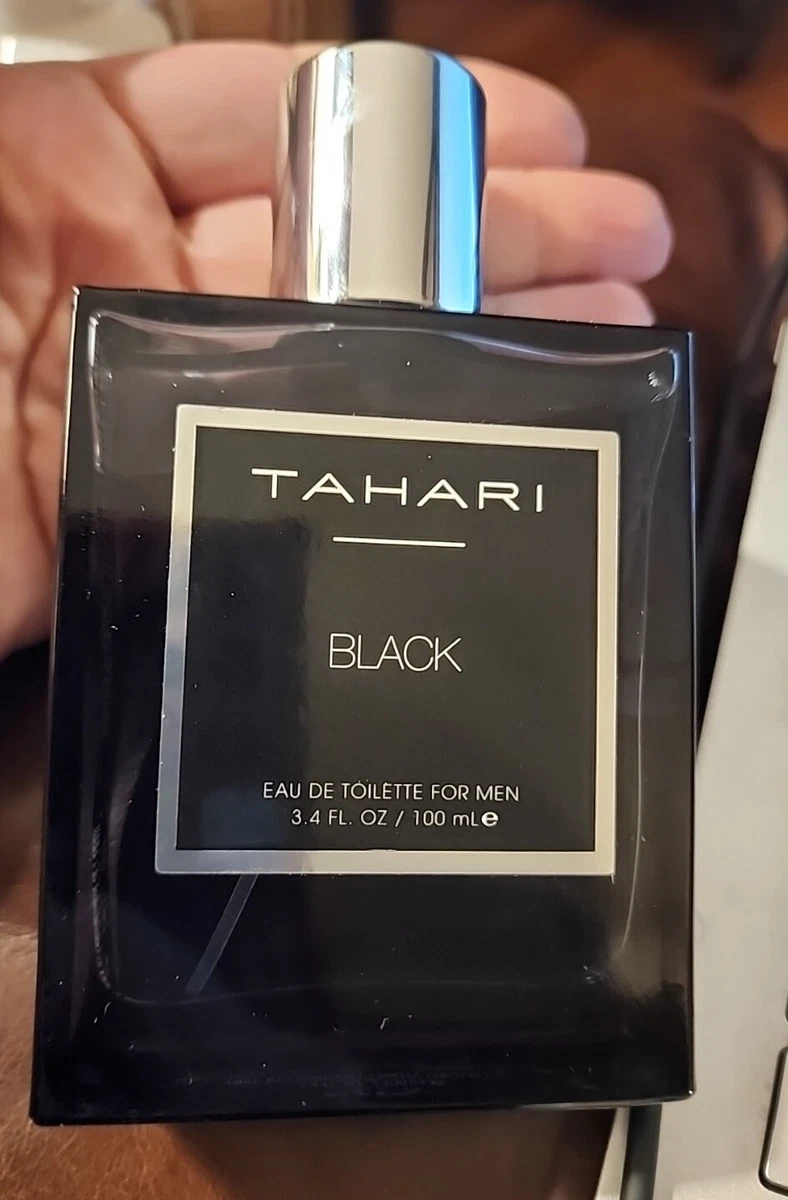 TAHARI
BLACK
EAU DE TOILETTE FOR MEN
3.4 FL. OZ / 100 mL e